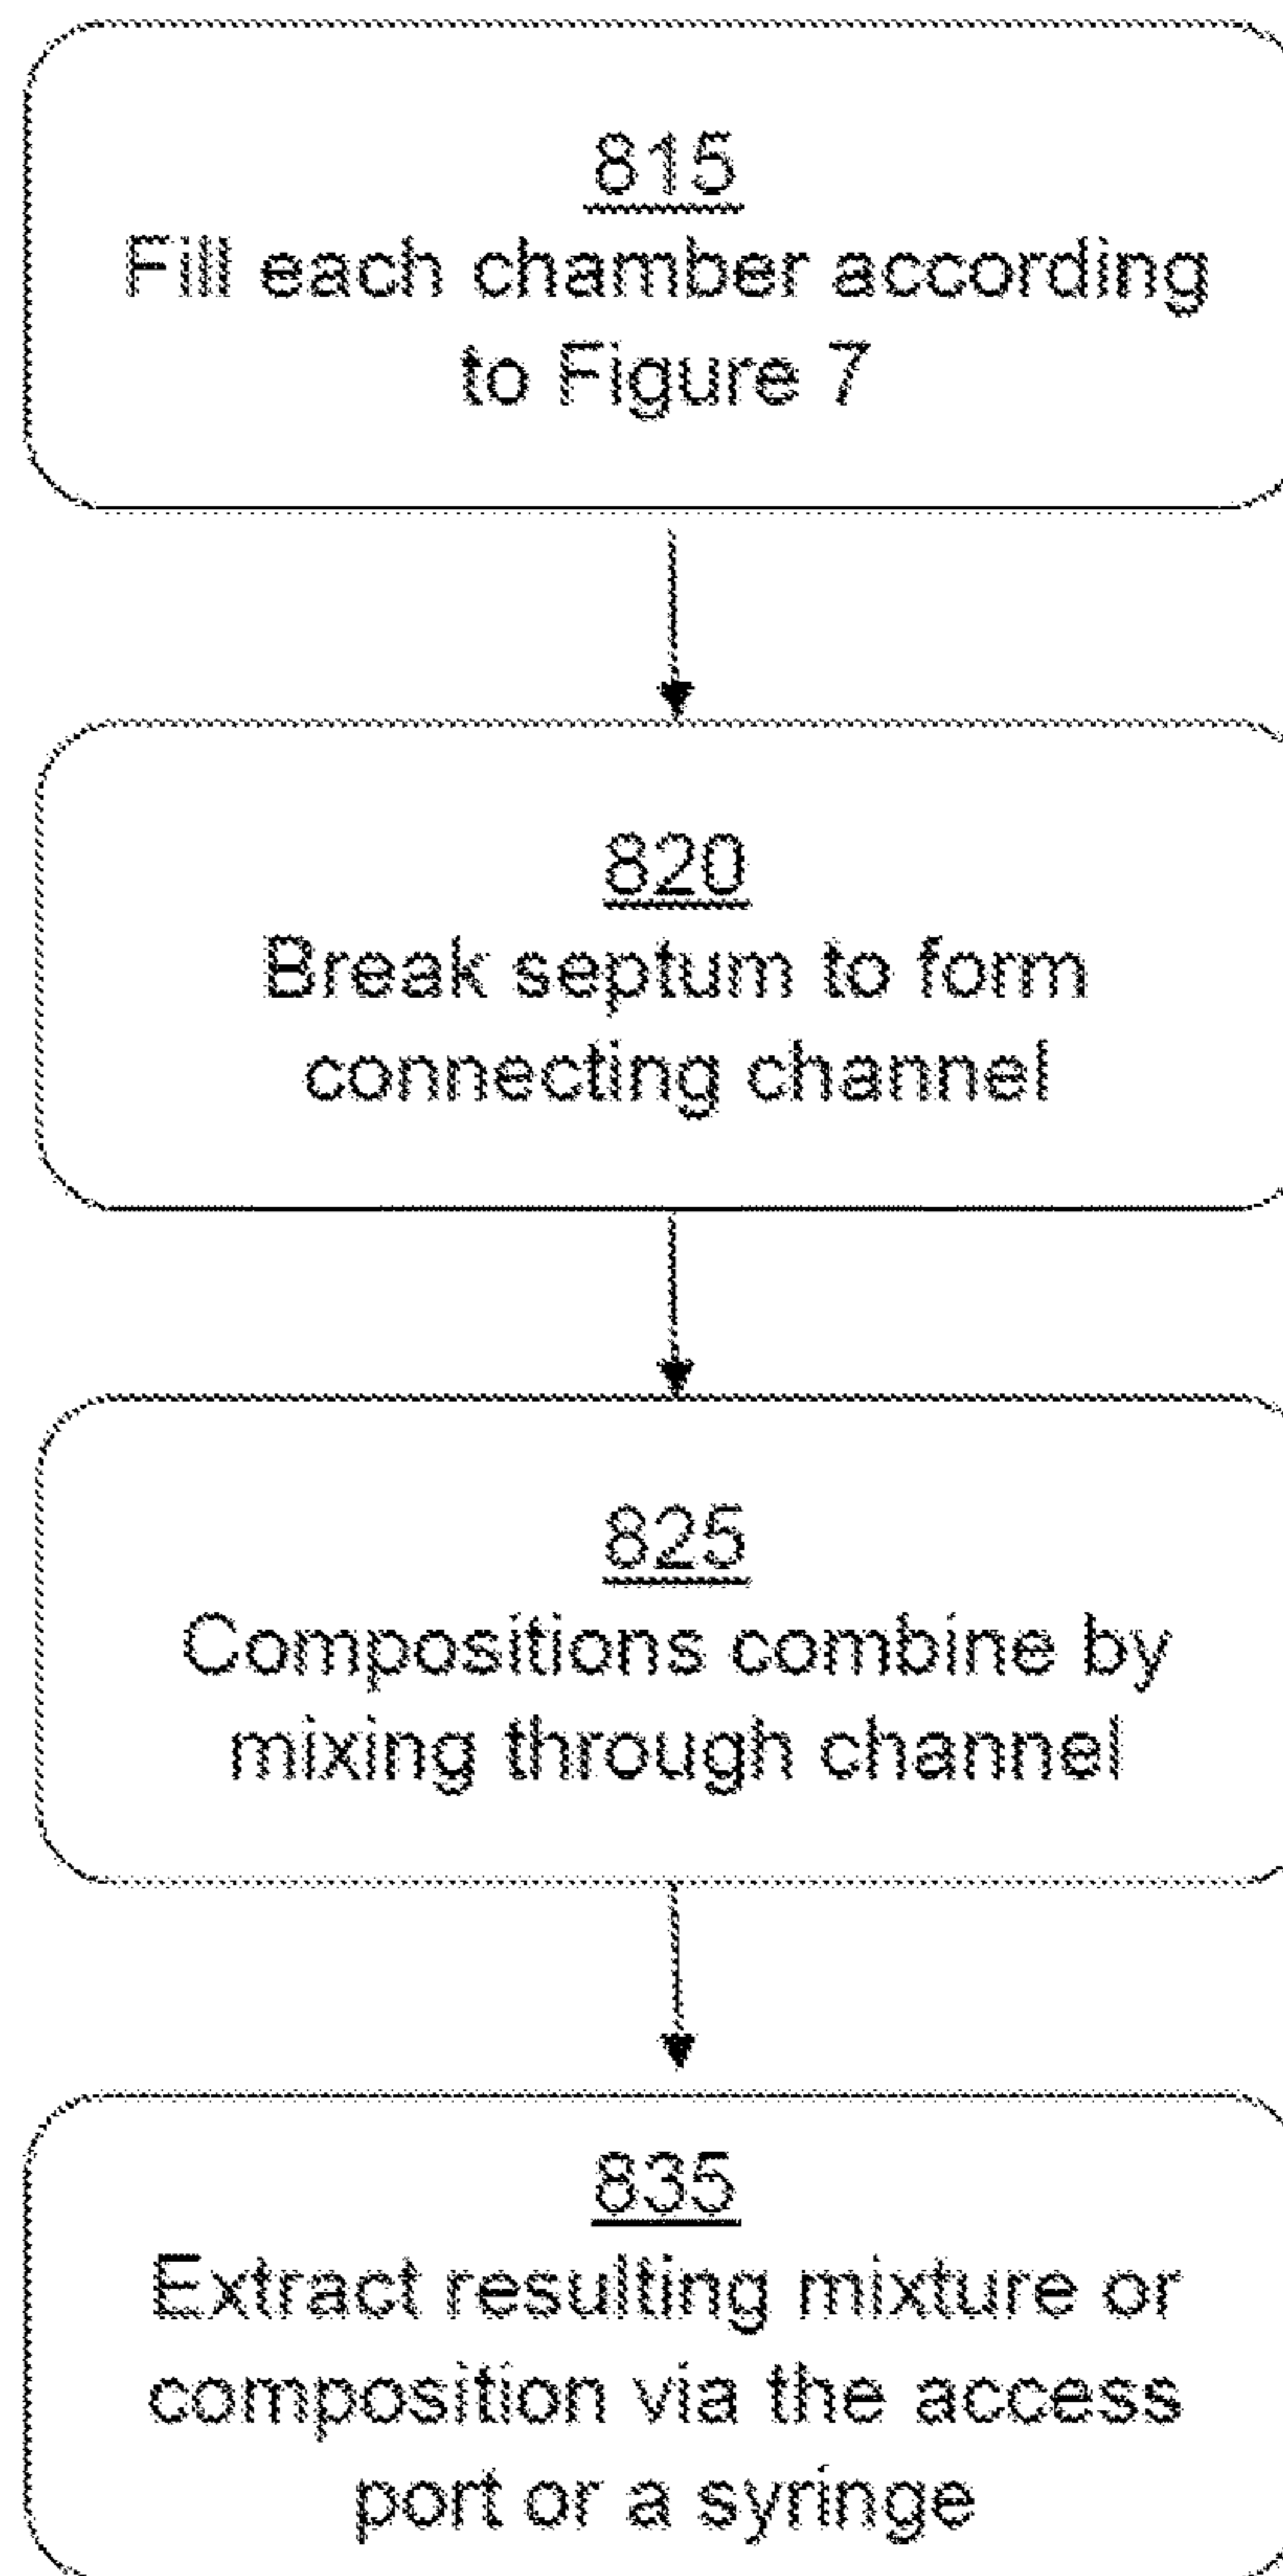 815
Fill each chamber according
to Figure 7
820
Break septum to form
connecting channel
825
Compositions combine by
mixing through channel
835
Extract resulting mixture or
composition via the access
port or a syringe